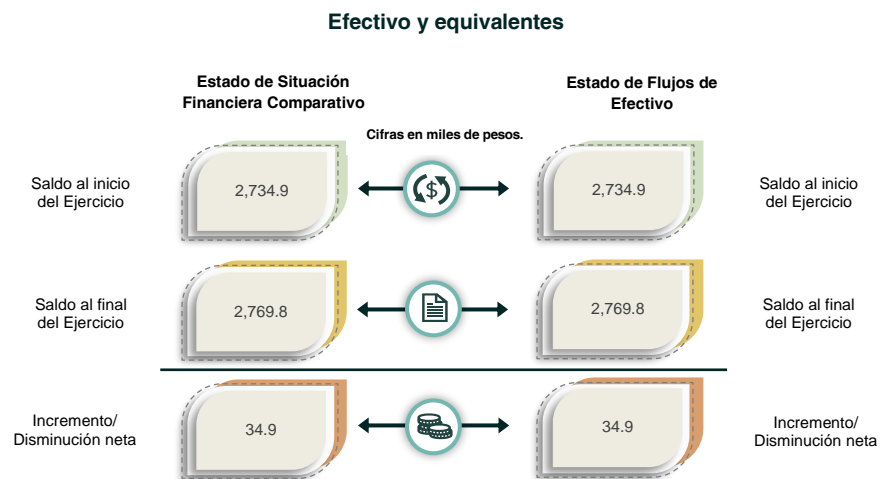 Efectivo y equivalentes
Estado de Situación
Financiera Comparativo
Estado de Flujos de
Efectivo
Cifras en miles de pesos.
Saldo al inicio
del Ejercicio
2,734.9
$
2,734.9
Saldo al inicio
del Ejercicio
Saldo al final
del Ejercicio
2,769.8
2,769.8
Saldo al final
del Ejercicio
Incremento/
Disminución neta
34.9
34.9
Incremento/
Disminución neta